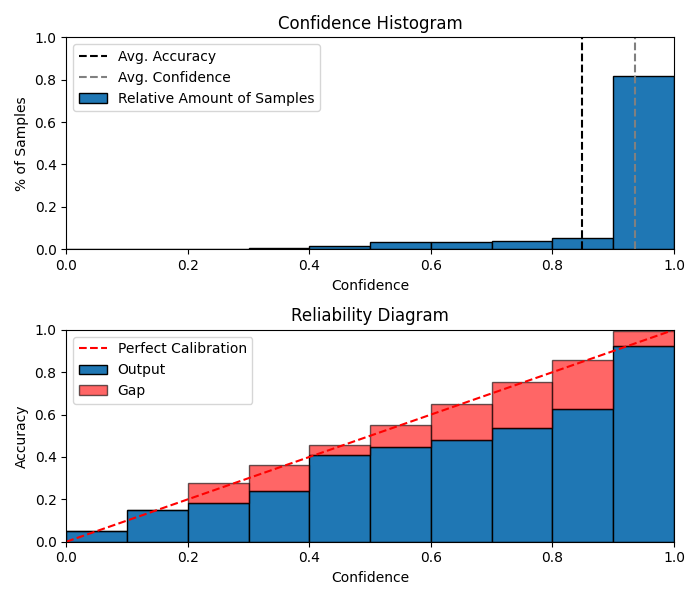 Confidence Histogram
1.0
0.8
0.6
0.4
0.2
0.0
% of Samples
Avg. Accuracy
Avg. Confidence
Relative Amount of Samples
0.0 0.2 0.4 0.6 0.8 1.0
Confidence
Reliability Diagram
1.0
0.8
0.6
0.4
0.2
0.0
Accuracy
Perfect Calibration
Output
Gap
0.0 0.2 0.4 0.6 0.8 1.0
Confidence